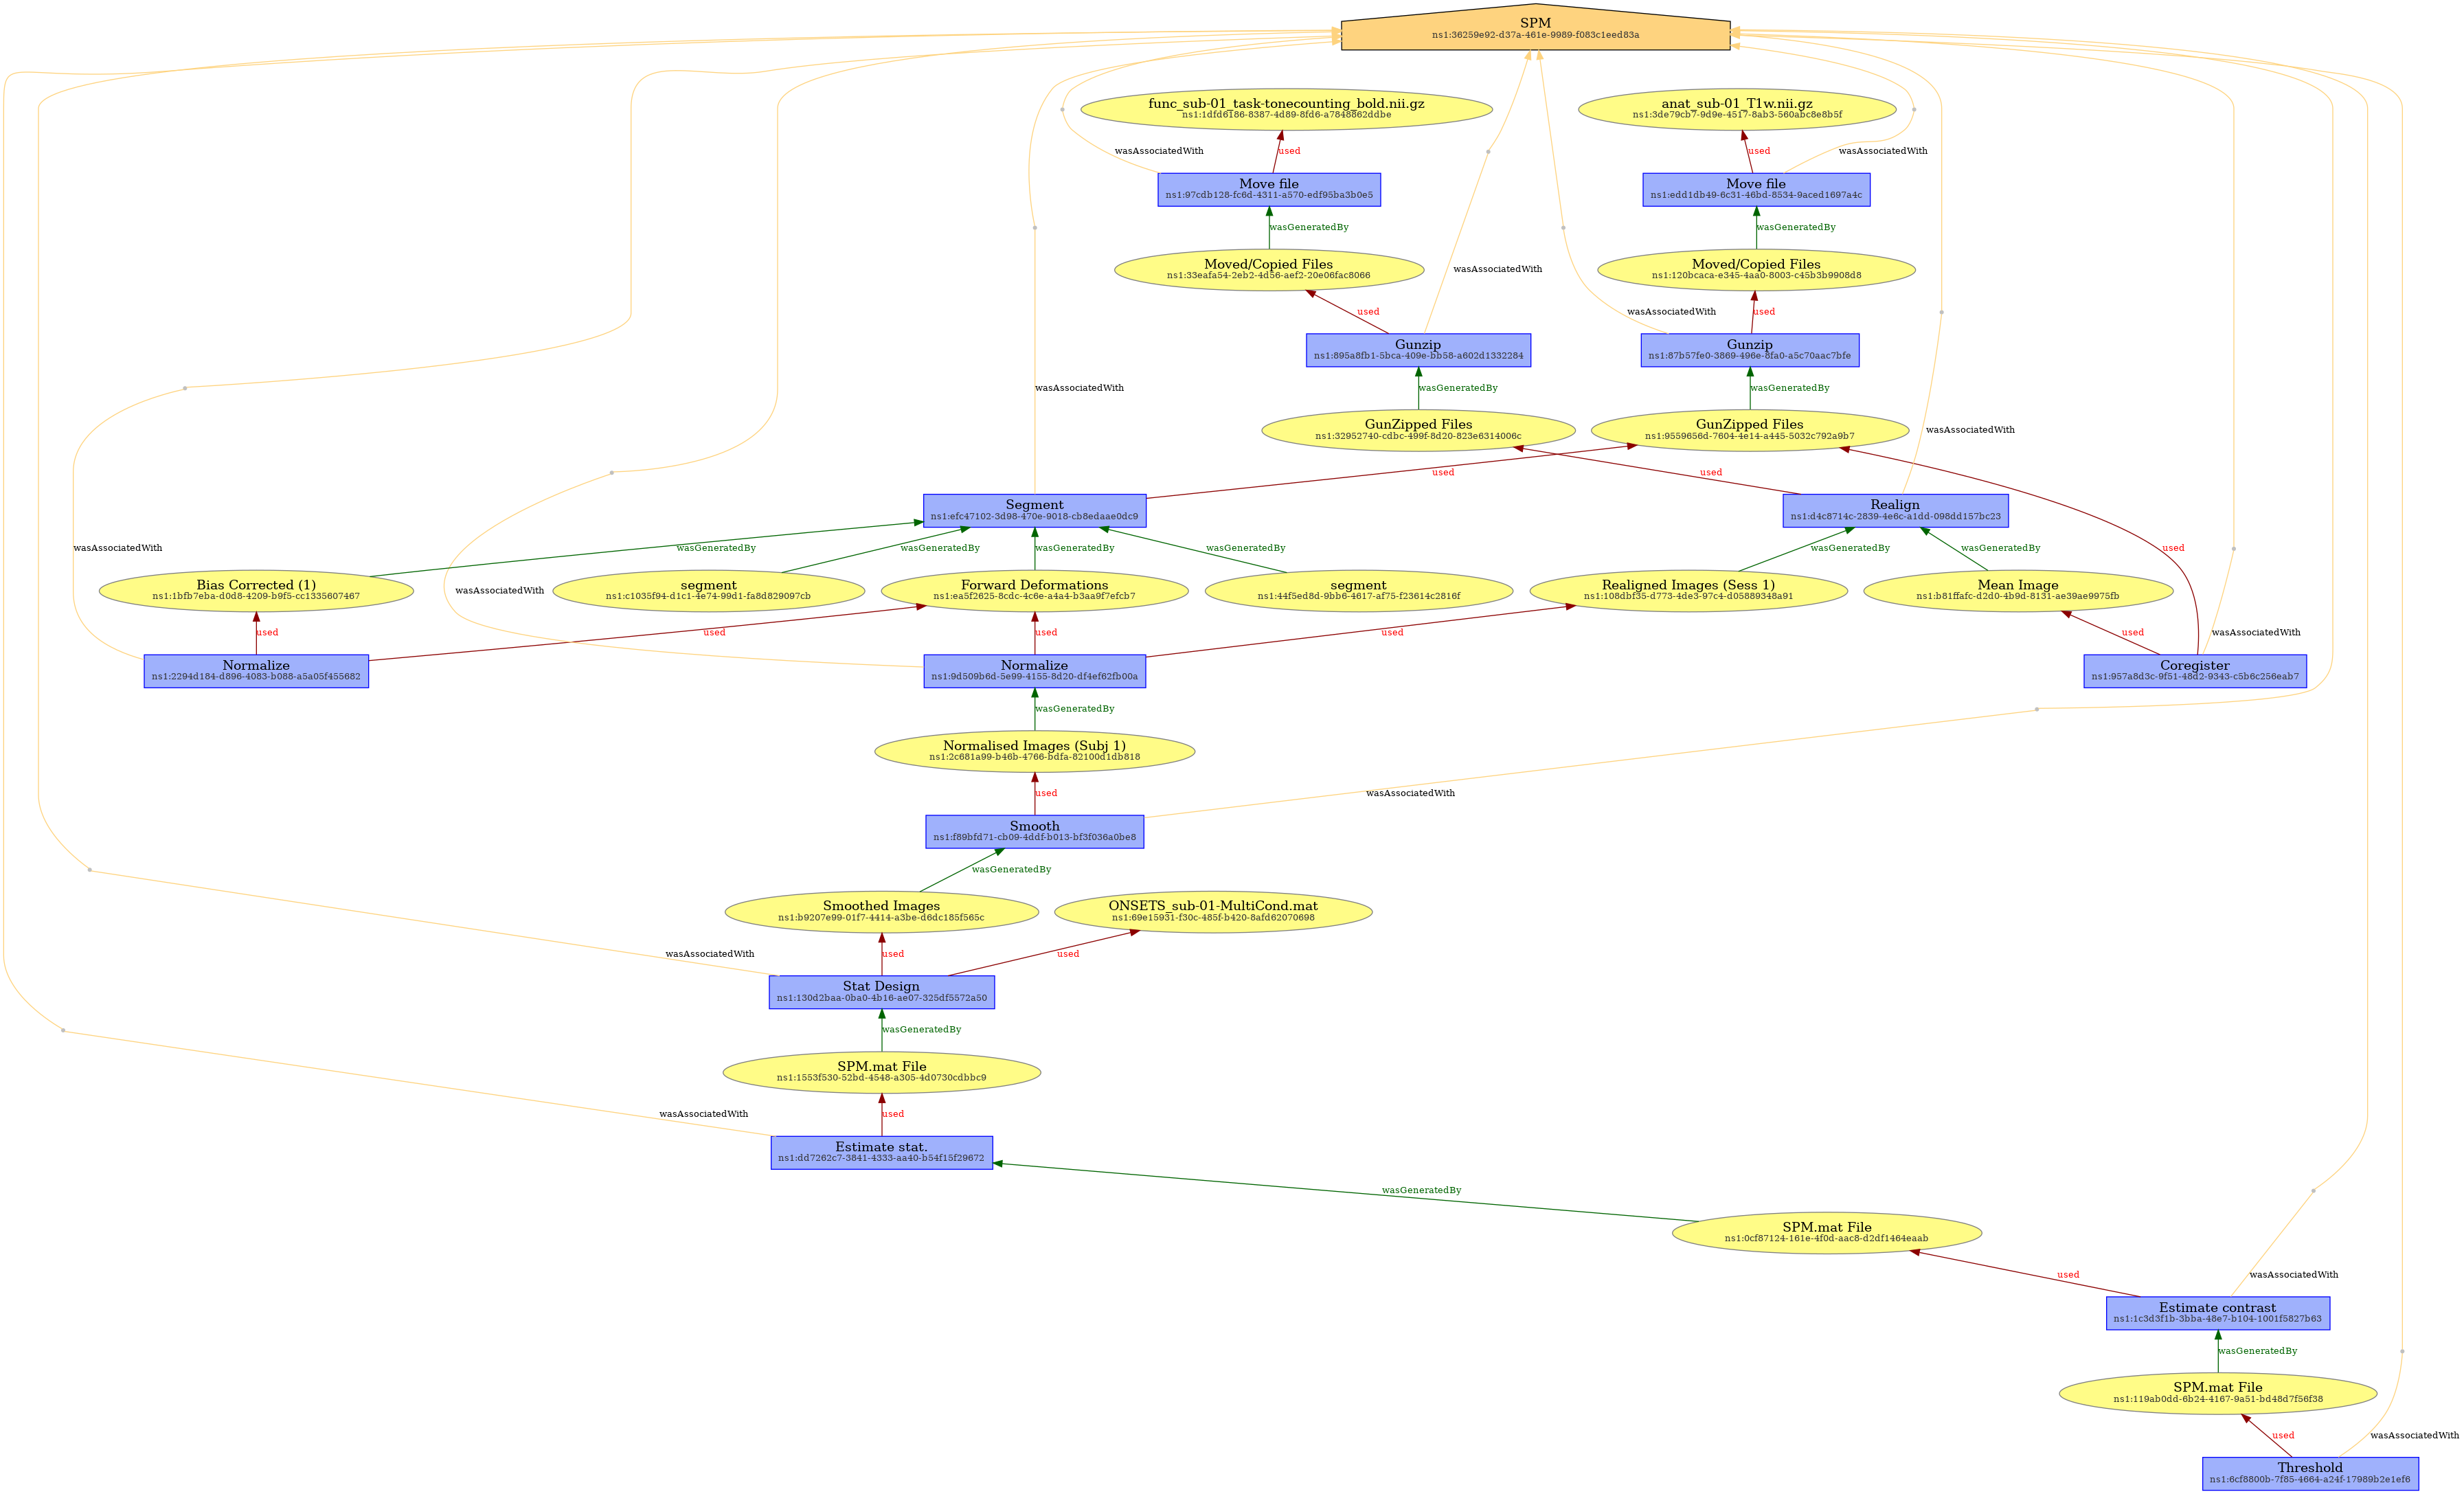 SPM
ns1:36259e92-d37a-461e-9989-f083c1eed83a
func_sub-01_task-tonecounting_bold.nii.gz
ns1:1dfd6186-8387-4d89-8fd6-a7848862ddbe
anat_sub-01_T1w.nii.gz
ns1:3de79cb7-9d9e-4517-8ab3-560abc8e8b5f
wasAssociatedWith
used
used
wasAssociatedWith
Move file
ns1:97cdb128-fc6d-4311-a570-edf95ba3b0e5
Move file
ns1:edd1db49-6c31-46bd-8534-9aced1697a4c
wasGeneratedBy
wasGeneratedBy
Moved/Copied Files
ns1:33eafa54-2eb2-4d56-aef2-20e06fac8066
wasAssociatedWith
Moved/Copied Files
ns1:120bcaca-e345-4aa0-8003-c45b3b9908d8
used
wasAssociatedWith
used
Gunzip
ns1:895a8fb1-5bca-409e-bb58-a602d1332284
Gunzip
ns1:87b57fe0-3869-496e-8fa0-a5c70aac7bfe
wasAssociatedWith
wasGeneratedBy
wasGeneratedBy
GunZipped Files
ns1:32952740-cdbc-499f-8d20-823e6314006c
GunZipped Files
ns1:9559656d-7604-4e14-a445-5032c792a9b7
wasAssociatedWith
used
used
Segment
ns1:efc47102-3d98-470e-9018-cb8edaae0dc9
Realign
ns1:d4c8714c-2839-4e6c-a1dd-098dd157bc23
wasAssociatedWith
wasGeneratedBy
wasGeneratedBy
wasGeneratedBy
wasGeneratedBy
wasGeneratedBy
wasGeneratedBy
used
Bias Corrected (1)
ns1:1bfb7eba-d0d8-4209-b9f5-cc1335607467
wasAssociatedWith
segment
ns1:c1035f94-d1c1-4e74-99d1-fa8d829097cb
Forward Deformations
ns1:ea5f2625-8cdc-4c6e-a4a4-b3aa9f7efcb7
segment
ns1:44f5ed8d-9bb6-4617-af75-f23614c2816f
Realigned Images (Sess 1)
ns1:108dbf35-d773-4de3-97c4-d05889348a91
Mean Image
ns1:b81ffafc-d2d0-4b9d-8131-ae39ae9975fb
used
used
used
used
used
wasAssociatedWith
Normalize
ns1:2294d184-d896-4083-b088-a5a05f455682
Normalize
ns1:9d509b6d-5e99-4155-8d20-df4ef62fb00a
Coregister
ns1:957a8d3c-9f51-48d2-9343-c5b6c256eab7
wasGeneratedBy
Normalised Images (Subj 1)
ns1:2c681a99-b46b-4766-bdfa-82100d1db818
used
wasAssociatedWith
Smooth
ns1:f89bfd71-cb09-4ddf-b013-bf3f036a0be8
wasGeneratedBy
Smoothed Images
ns1:b9207e99-01f7-4414-a3be-d6dc185f565c
ONSETS_sub-01-MultiCond.mat
ns1:69e15931-f30c-485f-b420-8afd62070698
wasAssociatedWith
used
used
Stat Design
ns1:130d2baa-0ba0-4b16-ae07-325df5572a50
wasGeneratedBy
SPM.mat File
ns1:1553f530-52bd-4548-a305-4d0730cdbbc9
wasAssociatedWith
used
Estimate stat.
ns1:dd7262c7-3841-4333-aa40-b54f15f29672
wasGeneratedBy
SPM.mat File
ns1:0cf87124-161e-4f0d-aac8-d2df1464eaab
used
wasAssociatedWith
Estimate contrast
ns1:1c3d3f1b-3bba-48e7-b104-1001f5827b63
wasGeneratedBy
SPM.mat File
ns1:119ab0dd-6b24-4167-9a51-bd48d7f56f38
used
wasAssociatedWith
Threshold
ns1:6cf8800b-7f85-4664-a24f-17989b2e1ef6